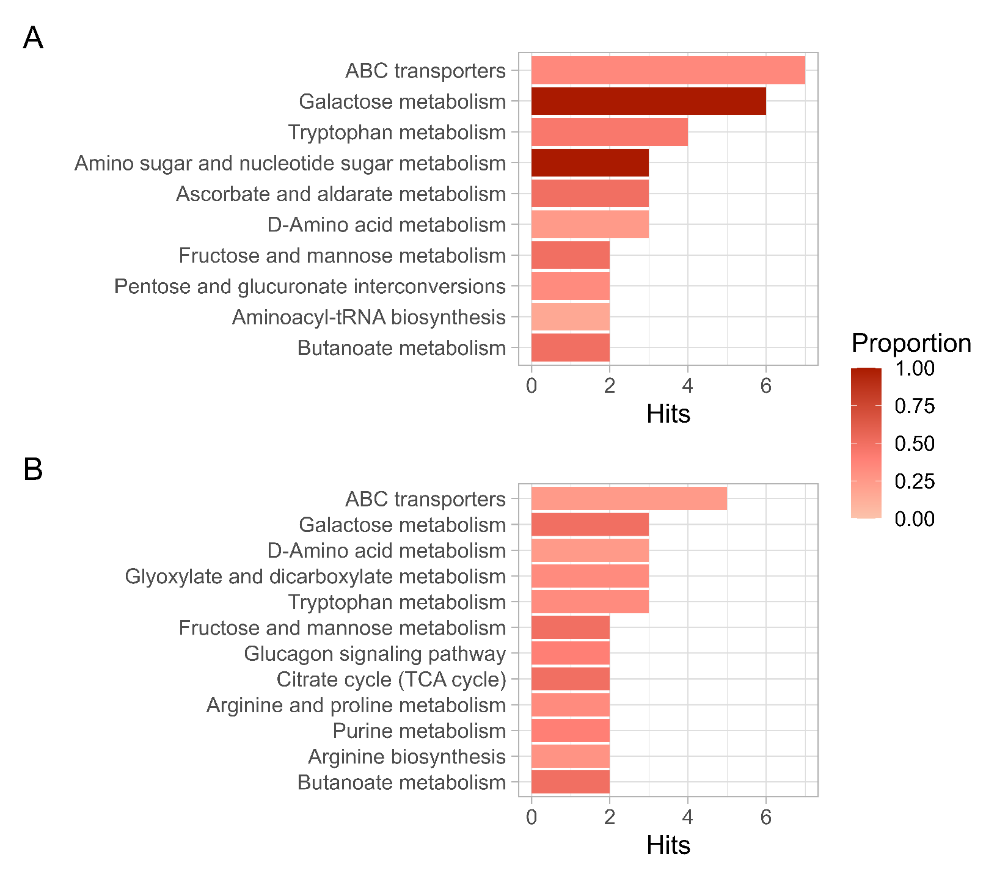 A
ABC transporters
Galactose metabolism
Tryptophan metabolism
Amino sugar and nucleotide sugar metabolism
Ascorbate and aldarate metabolism
D-Amino acid metabolism
Fructose and mannose metabolism
Pentose and glucuronate interconversions
Aminoacyl-tRNA biosynthesis
Butanoate metabolism
0 2 4 6
Hits
Proportion
1.00
0.75
0.50
0.25
0.00
B
ABC transporters
Galactose metabolism
D-Amino acid metabolism
Glyoxylate and dicarboxylate metabolism
Tryptophan metabolism
Fructose and mannose metabolism
Glucagon signaling pathway
Citrate cycle (TCA cycle)
Arginine and proline metabolism
Purine metabolism
Arginine biosynthesis
Butanoate metabolism
0 2 4 6
Hits